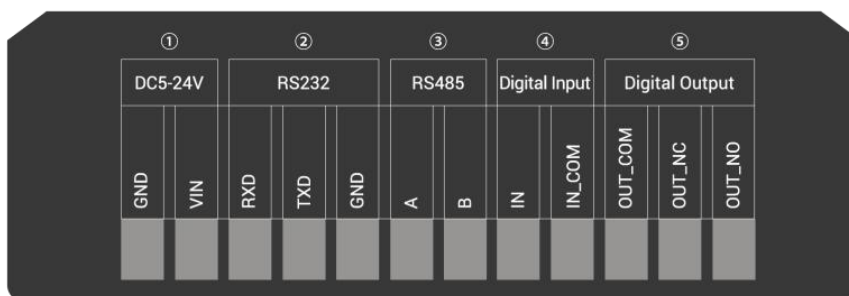 ① ② ③ ④ ⑤
DC5-24V RS232 RS485 Digital Input Digital Output
GND VIN RXD TXD GND A B IN IN_COM OUT_COM OUT_NC OUT_NO